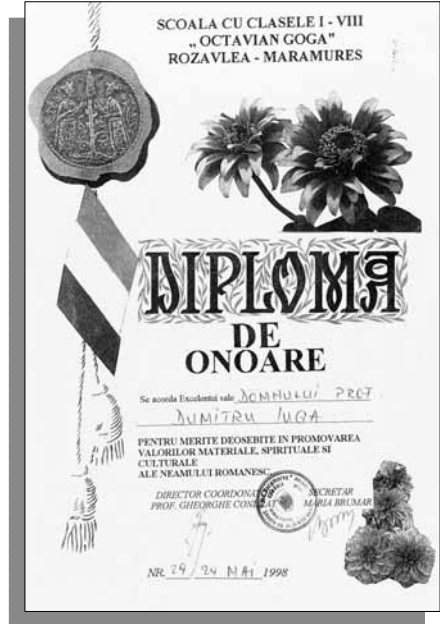 SCOALA CU CLASELE I - VIII
„ OCTAVIAN GOGA"
ROZAVLEA - MARAMURES
DIPLOMA
DE
ONOARE
Se acorda Excelentei sale DOMNULUI PROF.
DUMITRU IUGA
PENTRU MERITE DEOSEBITE IN PROMOVAREA
VALORILOR MATERIALE, SPIRITUALE SI
CULTURALE
ALE NEAMULUI ROMANESC
DIRECTOR COORDONA
SECRETAR
PROF. GHEORGHE
MARIA BRUMAR
NR. 29 / 24 MAI 1998